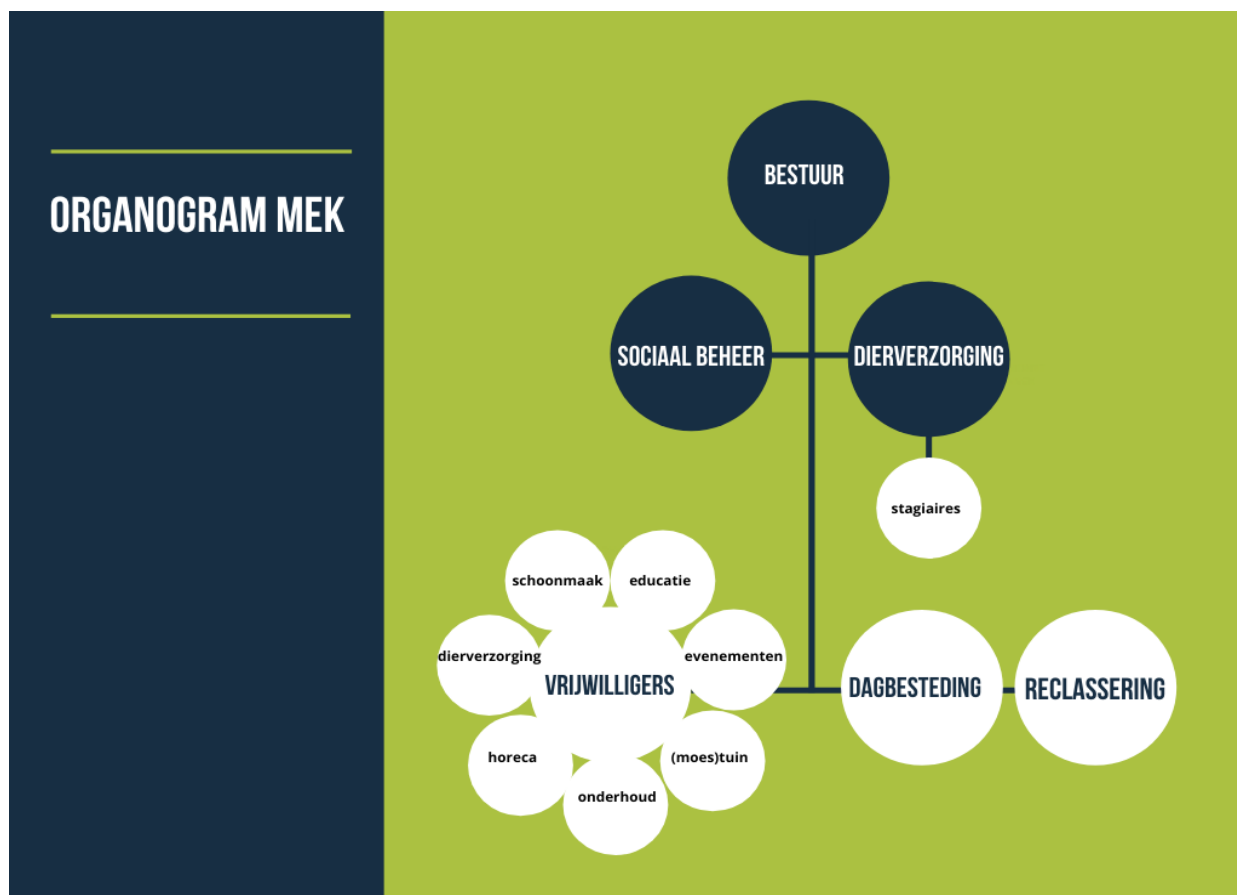 ORGANOGRAM MEK
BESTUUR
SOCIAAL BEHEER
DIERVERZORGING
stagiaires
schoonmaak
educatie
dierverzorging
evenementen
VRIJWILLIGERS
DAGBESTEDING
RECLASSERING
horeca
(moes)tuin
onderhoud